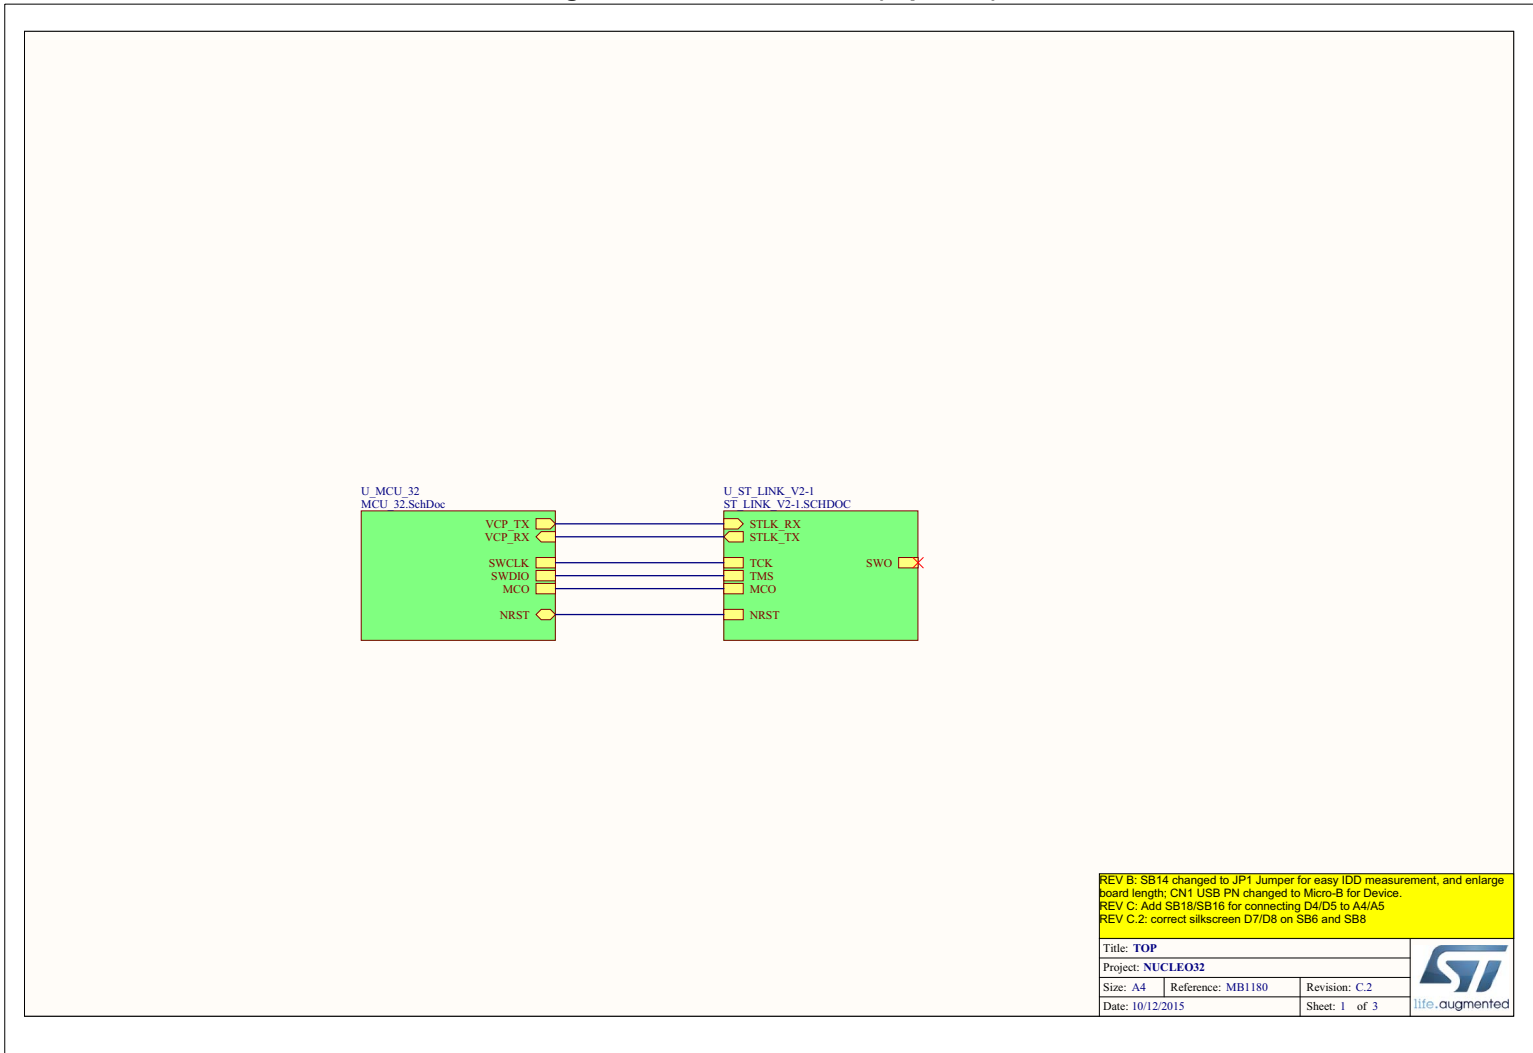 U_MCU_32
MCU_32.SchDoc
VCP_TX
VCP_RX
SWCLK
SWDIO
MCO
NRST
U_ST_LINK_V2-1
ST_LINK_V2-1.SCHDOC
STLK_RX
STLK_TX
TCK
TMS
MCO
NRST
SWO
REV B: SB14 changed to JP1 Jumper for easy IDD measurement, and enlarge
board length; CN1 USB PN changed to Micro-B for Device.
REV C: Add SB18/SB16 for connecting D4/D5 to A4/A5
REV C.2: correct silkscreen D7/D8 on SB6 and SB8
Title: TOP
Project: NUCLEO32
Size: A4 Reference: MB1180 Revision: C.2
Date: 10/12/2015 Sheet: 1 of 3
ST
life.augmented